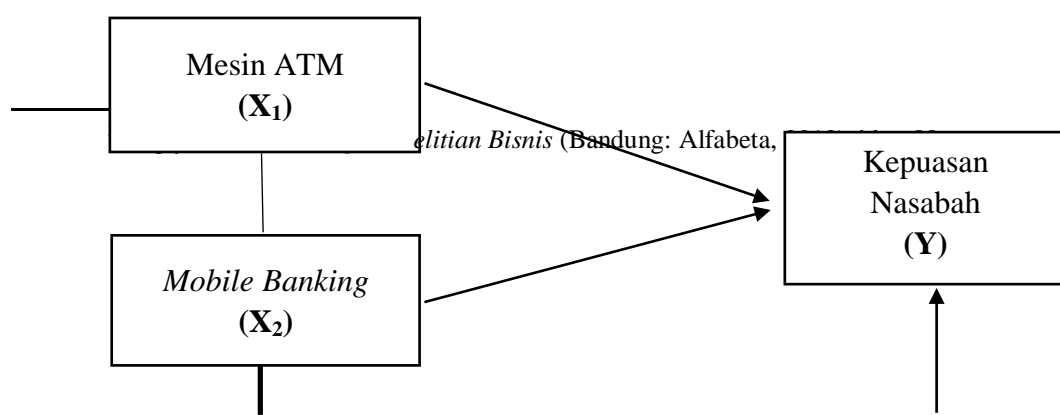 Mesin ATM
(X₁)
elitian Bisnis (Bandung: Alfabeta,
Kepuasan
Nasabah
(Y)
Mobile Banking
(X₂)